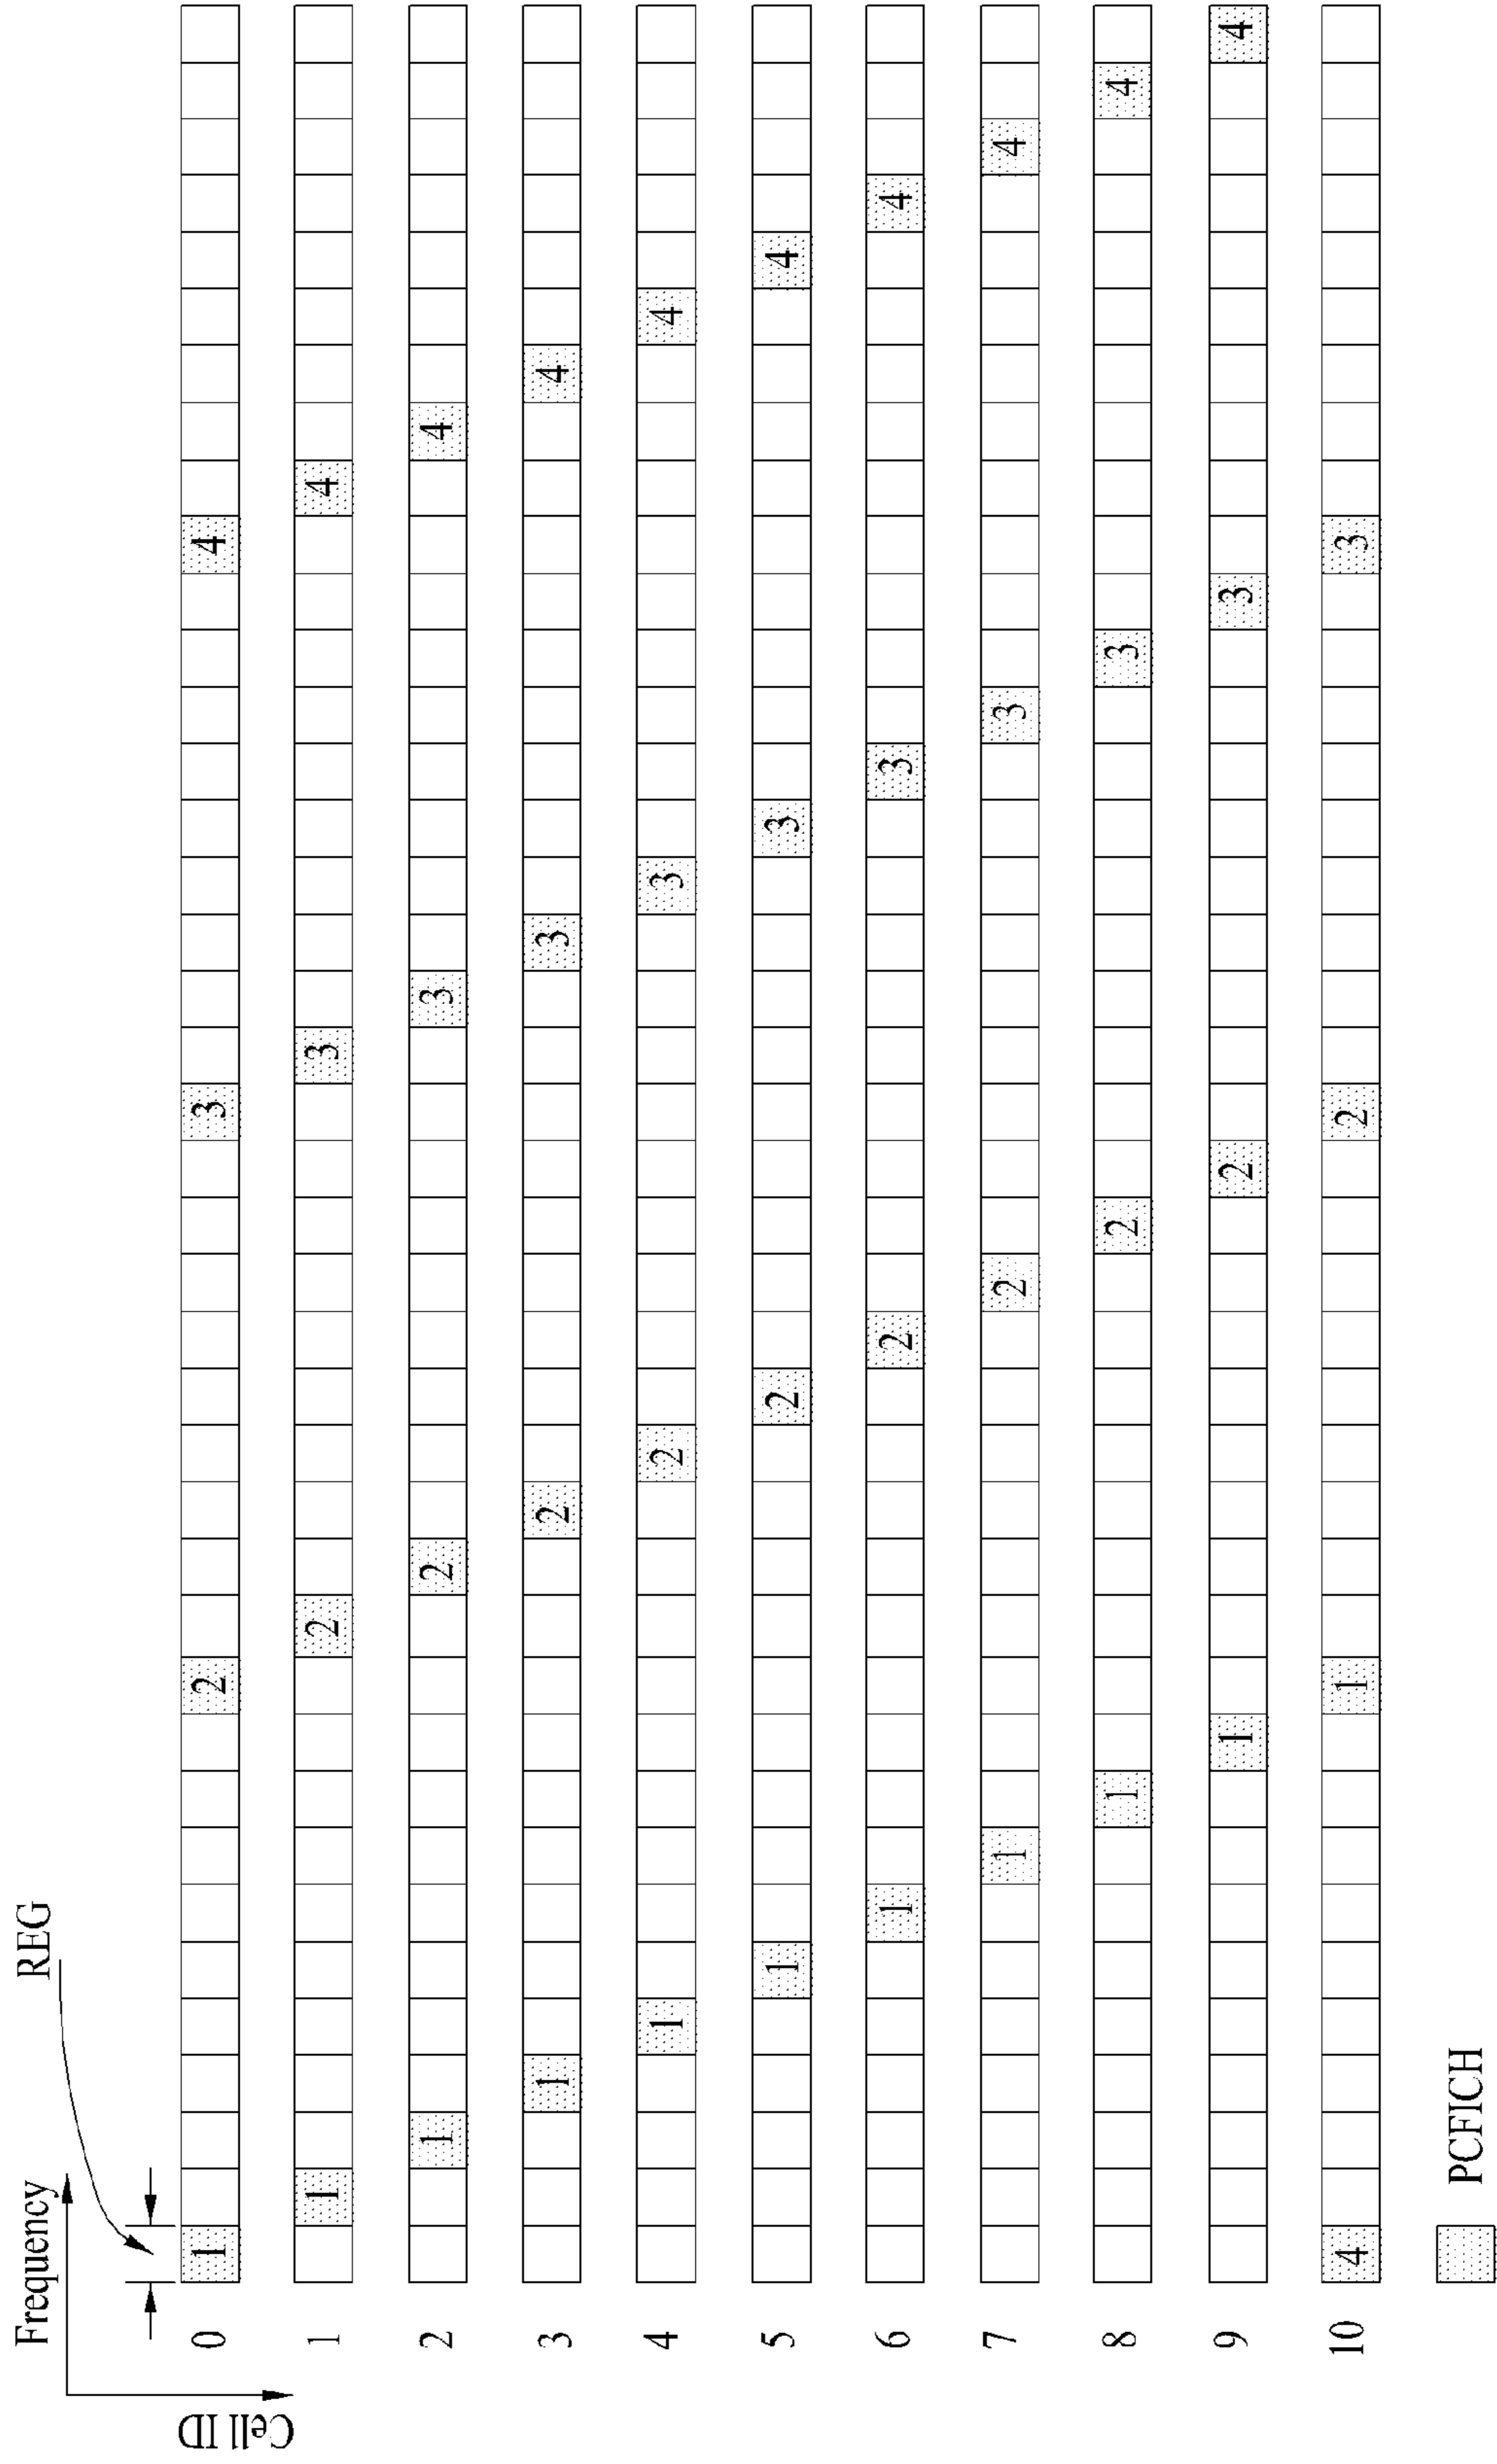 Frequency
REG
Cell ID
0 1 2 3 4
1 1 2 3 4
2 1 2 3 4
3 1 2 3 4
4 1 2 3 4
5 1 2 3 4
6 1 2 3 4
7 1 2 3 4
8 1 2 3 4
9 1 2 3 4
10 4 1 2 3
PCFICH